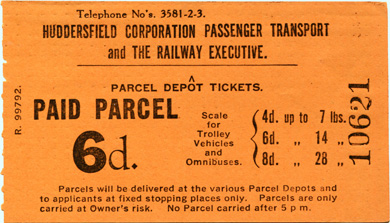 Telephone No's. 3581-2-3.
HUDDERSFIELD CORPORATION PASSENGER TRANSPORT
and THE RAILWAY EXECUTIVE.
PARCEL DEPOT TICKETS.
R. 99792.
PAID PARCEL
6d.
Scale
for
Trolley
Vehicles
and
Omnibuses.
4d. up to 7 lbs.
6d. „ 14 „
8d. „ 28 „
10621
Parcels will be delivered at the various Parcel Depots and
to applicants at fixed stopping places only. Parcels are only
carried at Owner's risk. No Parcel carried after 5 p.m.